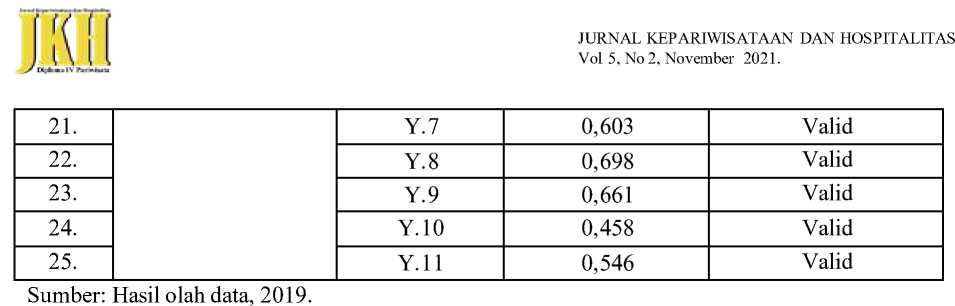 Jurnal Kepariwisataan dan Hospitalitas
JKH
Diploma IV Pariwisata
JURNAL KEPARIWISATAAN DAN HOSPITALITAS
Vol 5, No 2, November 2021.
21. Y.7 0,603 Valid
22. Y.8 0,698 Valid
23. Y.9 0,661 Valid
24. Y.10 0,458 Valid
25. Y.11 0,546 Valid
Sumber: Hasil olah data, 2019.